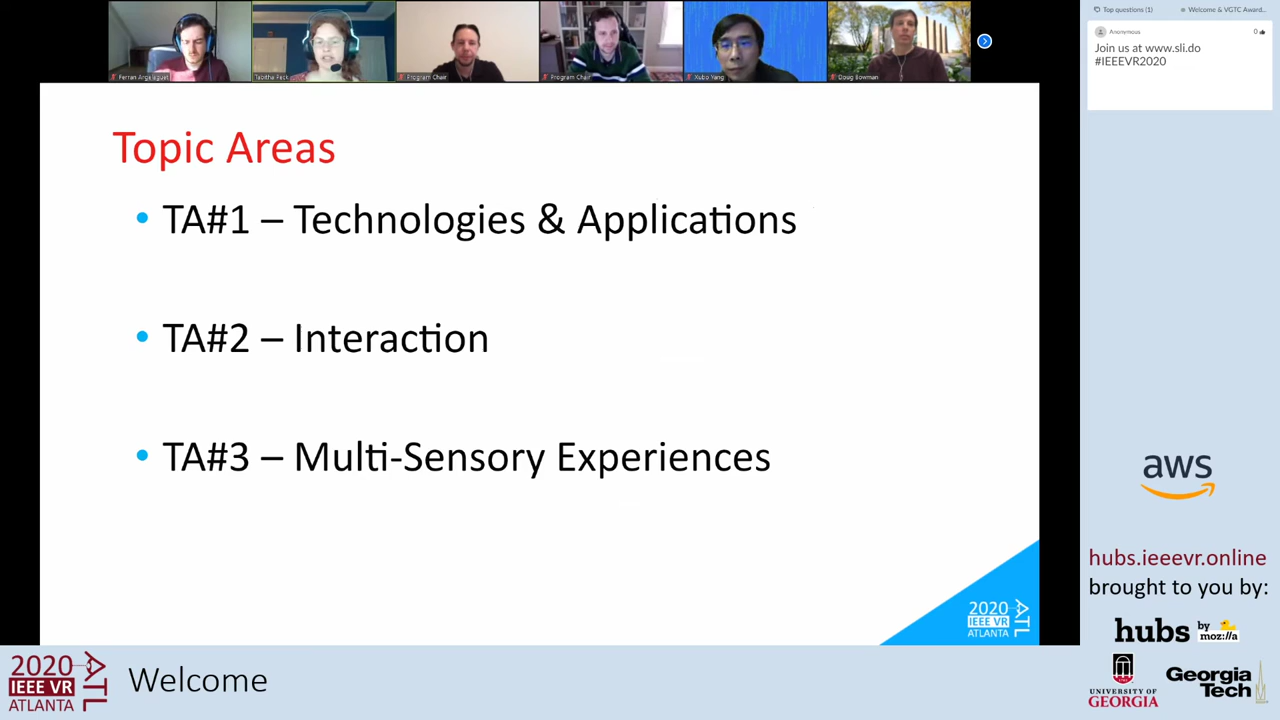 Ferran Argelaguet
Tabitha Peck
Program Chair
Program Chair
Xubo Yang
Doug Bowman
Top questions (1)
Welcome & VGTC Award...
Anonymous
0
Join us at www.sli.do
#IEEEVR2020
Topic Areas
• TA#1 – Technologies & Applications
• TA#2 – Interaction
• TA#3 – Multi-Sensory Experiences
2020
IEEE VR
ATLANTA
ATL
aws
hubs.ieeevr.online
brought to you by:
hubs by
moz://a
UNIVERSITY OF
GEORGIA
Georgia
Tech
2020
IEEE VR
ATLANTA
ATL
Welcome